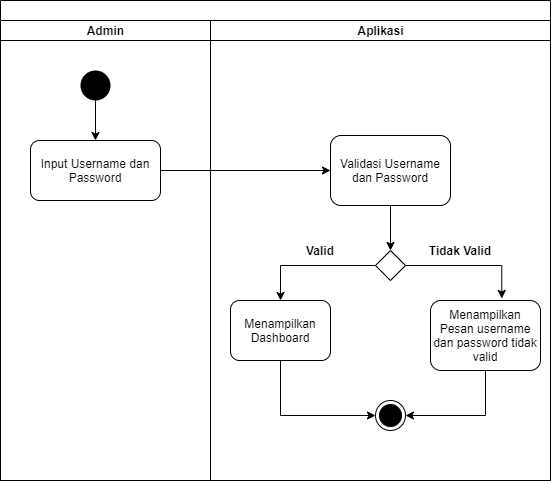 Admin
Aplikasi
Input Username dan
Password
Validasi Username
dan Password
Valid
Tidak Valid
Menampilkan
Dashboard
Menampilkan
Pesan username
dan password tidak
valid